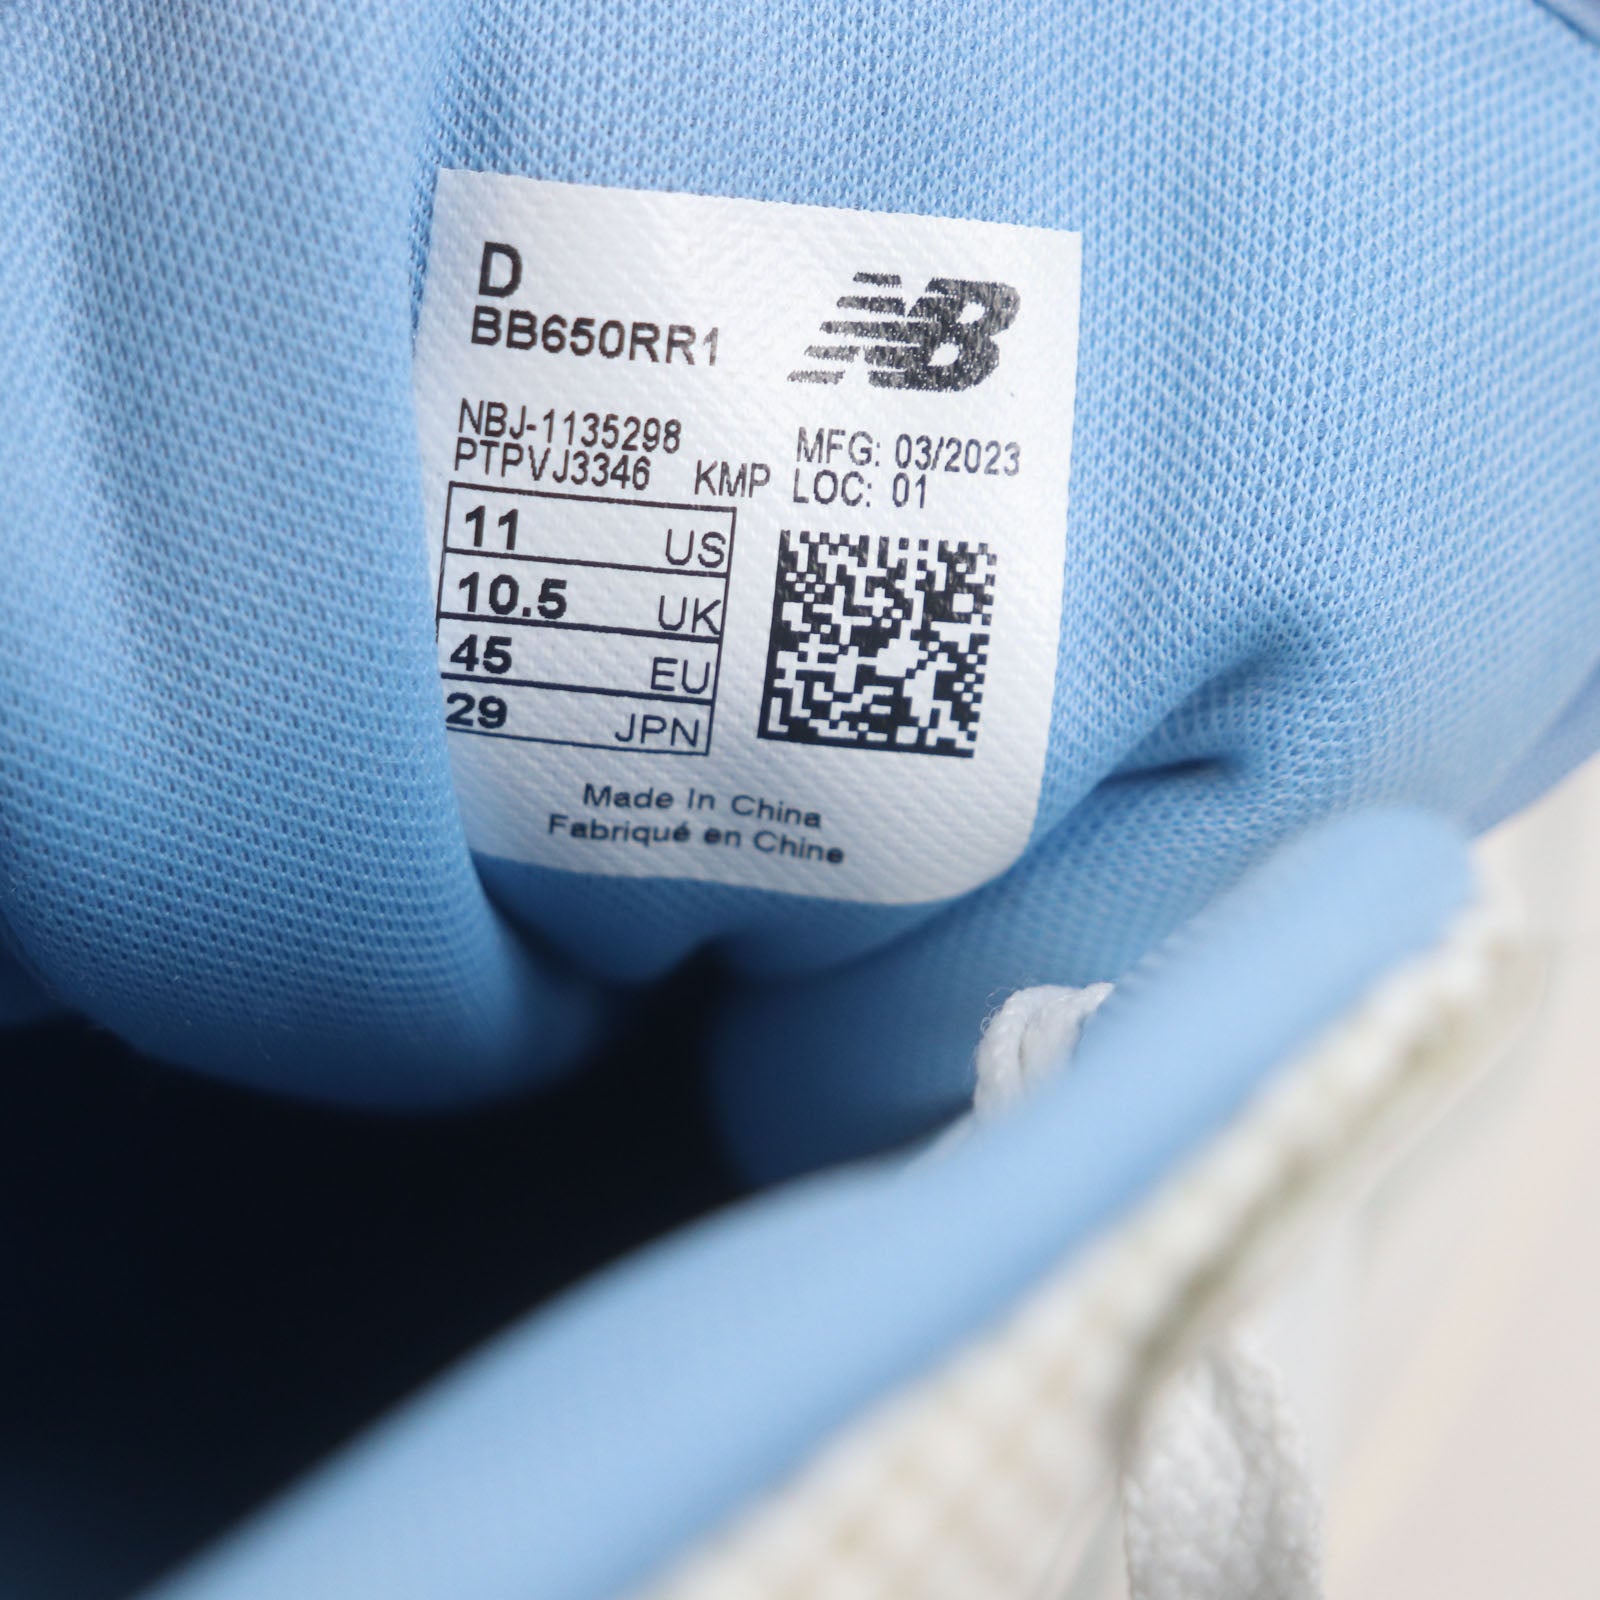 D
BB650RR1
NB
NBJ-1135298
PTPVJ3346 KMP
MFG: 03/2023
LOC: 01
11 US
10.5 UK
45 EU
29 JPN
Made In China
Fabriqué en Chine